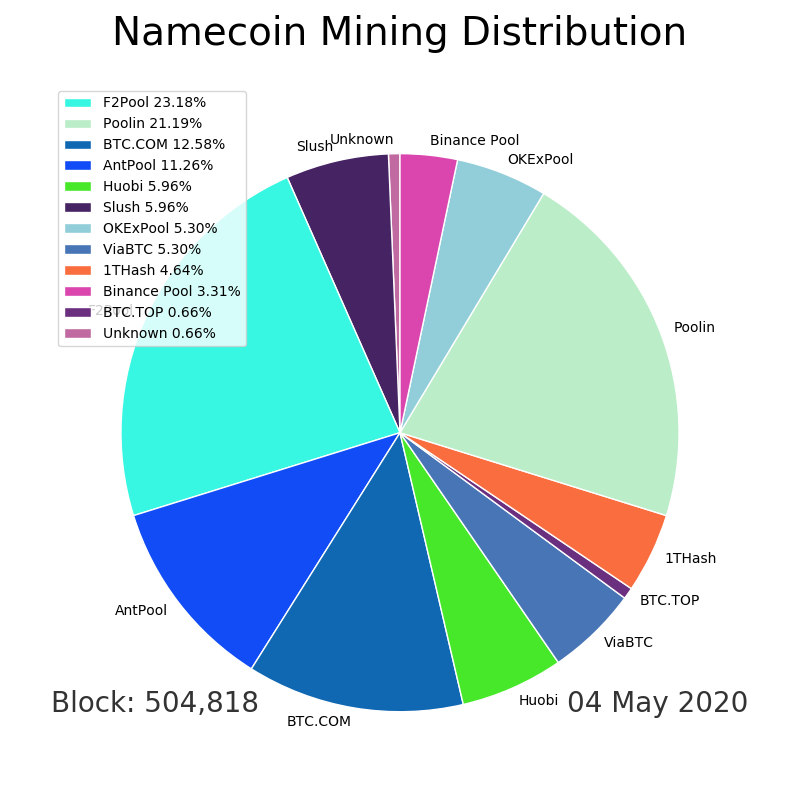 Namecoin Mining Distribution
F2Pool 23.18%
Poolin 21.19%
BTC.COM 12.58%
AntPool 11.26%
Huobi 5.96%
Slush 5.96%
OKExPool 5.30%
ViaBTC 5.30%
1THash 4.64%
Binance Pool 3.31%
BTC.TOP 0.66%
Unknown 0.66%
Slush
Unknown
Binance Pool
OKExPool
F2Pool
Poolin
1THash
BTC.TOP
AntPool
ViaBTC
Huobi
BTC.COM
Block: 504,818
04 May 2020